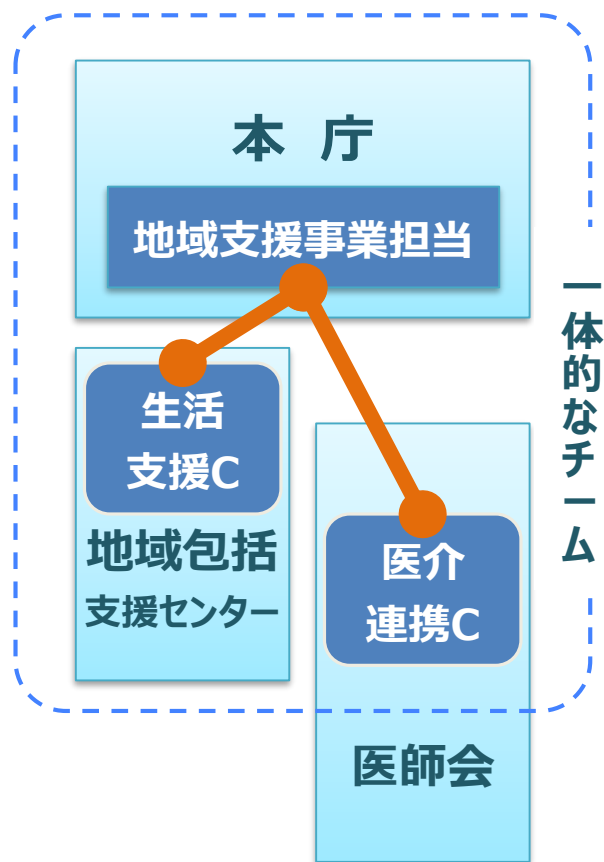 本 庁
地域支援事業担当
生活
支援C
地域包括
支援センター
医介
連携C
医師会
一体的なチーム